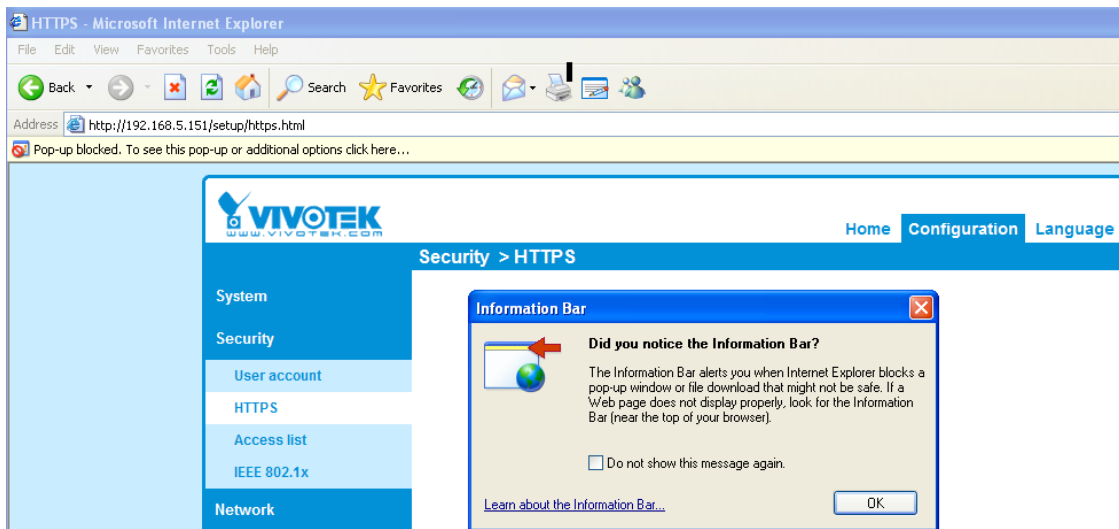 HTTPS - Microsoft Internet Explorer
File Edit View Favorites Tools Help
Back Search Favorites
Address http://192.168.5.151/setup/https.html
Pop-up blocked. To see this pop-up or additional options click here...
VIVOTEK
www.vivotek.com
Home Configuration Language
Security > HTTPS
System
Security
User account
HTTPS
Access list
IEEE 802.1x
Network
Information Bar
Did you notice the Information Bar?
The Information Bar alerts you when Internet Explorer blocks a
pop-up window or file download that might not be safe. If a
Web page does not display properly, look for the Information
Bar (near the top of your browser).
Do not show this message again.
Learn about the Information Bar...
OK